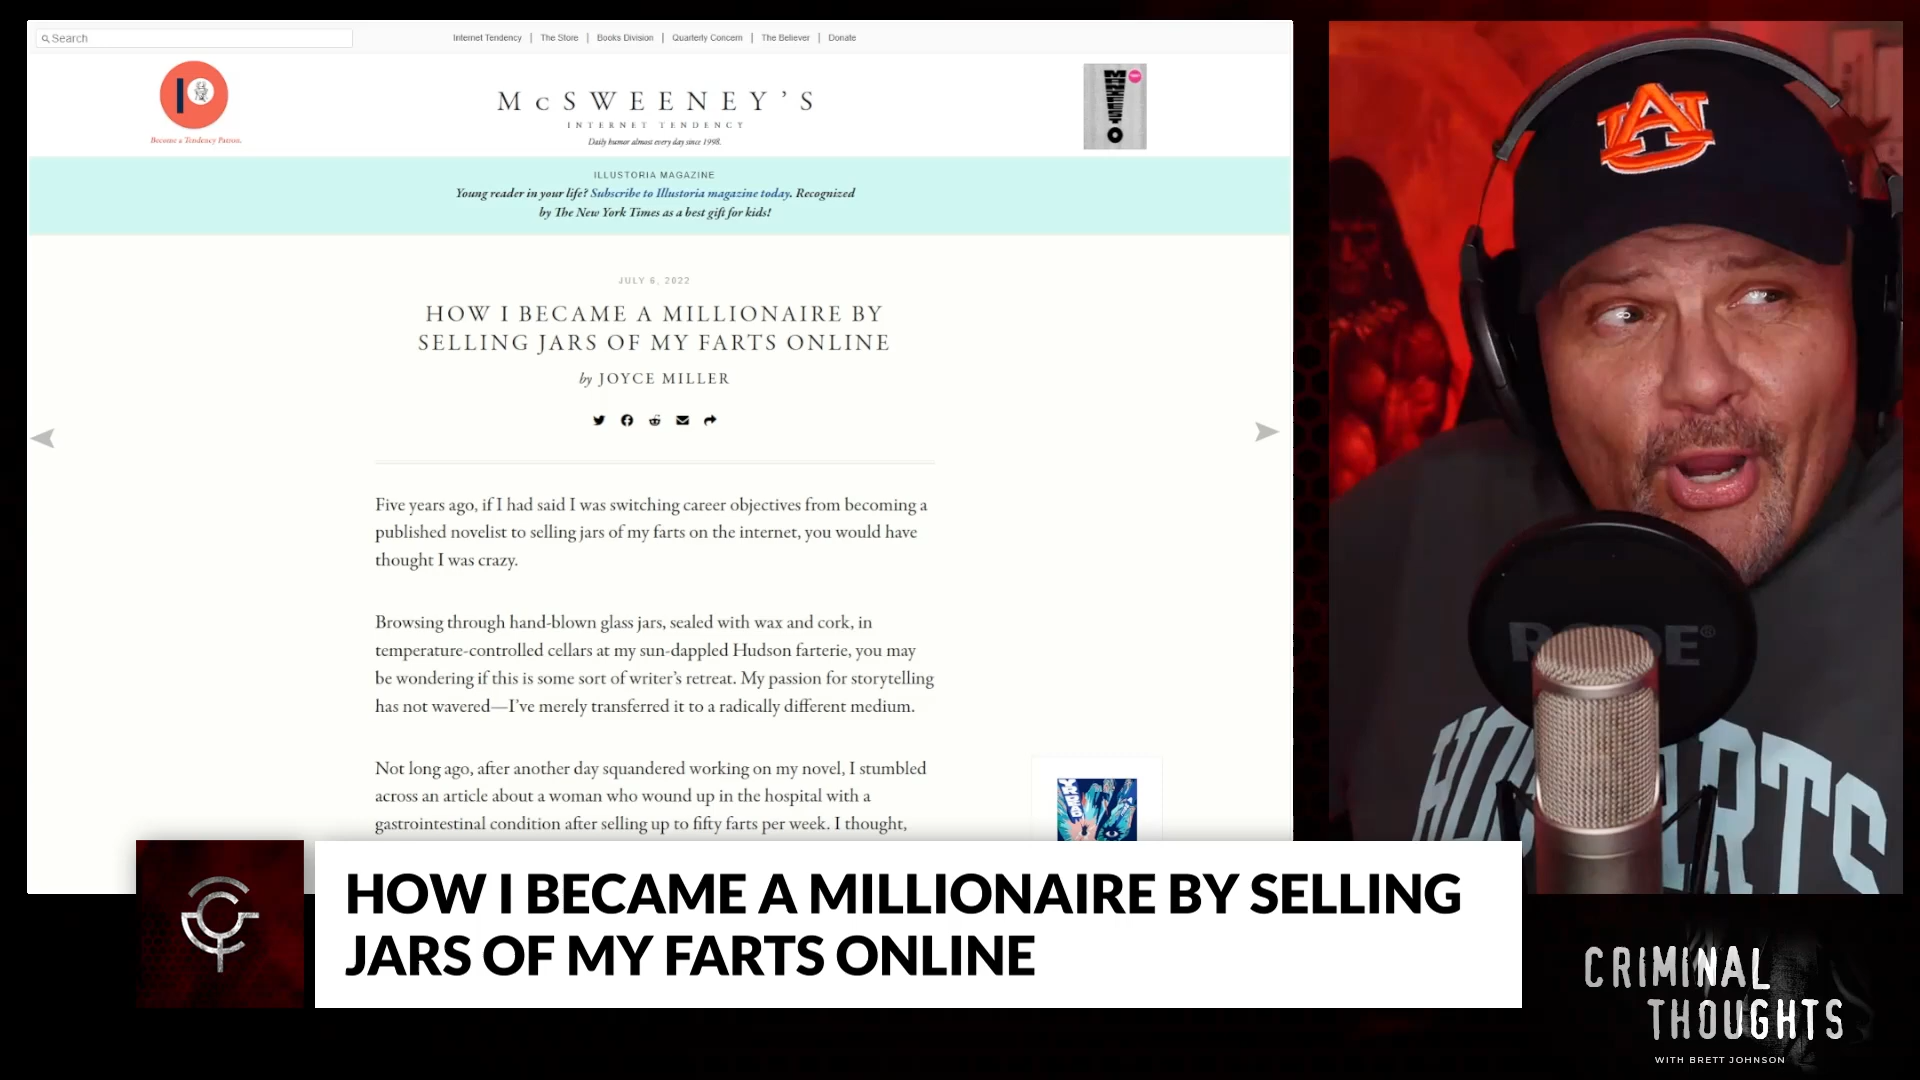 Search
Internet Tendency | The Store | Books Division | Quarterly Concern | The Believer | Donate
Become a Tendency Patron.
McSWEENEY'S
INTERNET TENDENCY
Daily humor almost every day since 1998.
ILLUSTORIA MAGAZINE
Young reader in your life? Subscribe to Illustoria magazine today. Recognized
by The New York Times as a best gift for kids!
JULY 6, 2022
HOW I BECAME A MILLIONAIRE BY
SELLING JARS OF MY FARTS ONLINE
by JOYCE MILLER
Five years ago, if I had said I was switching career objectives from becoming a
published novelist to selling jars of my farts on the internet, you would have
thought I was crazy.
Browsing through hand-blown glass jars, sealed with wax and cork, in
temperature-controlled cellars at my sun-dappled Hudson farterie, you may
be wondering if this is some sort of writer's retreat. My passion for storytelling
has not wavered—I've merely transferred it to a radically different medium.
Not long ago, after another day squandered working on my novel, I stumbled
across an article about a woman who wound up in the hospital with a
gastrointestinal condition after selling up to fifty farts per week. I thought,
HOW I BECAME A MILLIONAIRE BY SELLING
JARS OF MY FARTS ONLINE
AU
RODE®
CRIMINAL
THOUGHTS
WITH BRETT JOHNSON